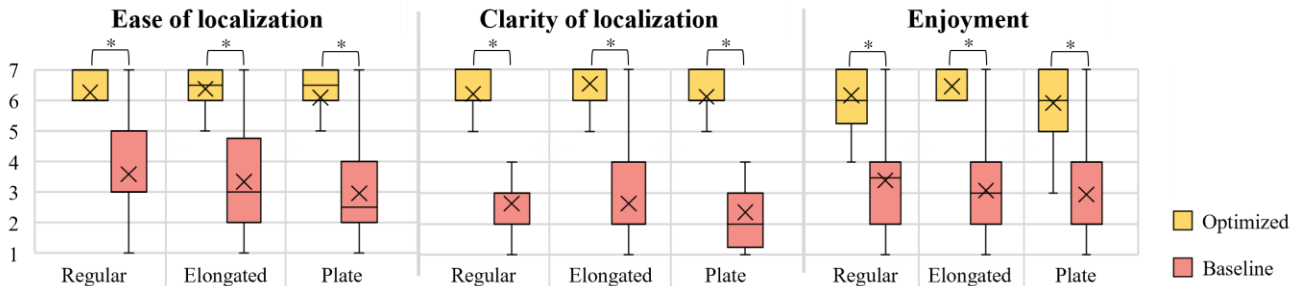 Ease of localization Clarity of localization Enjoyment
* * * * * * * * *
7
6
5
4
3
2
1
Regular Elongated Plate Regular Elongated Plate Regular Elongated Plate
Optimized
Baseline